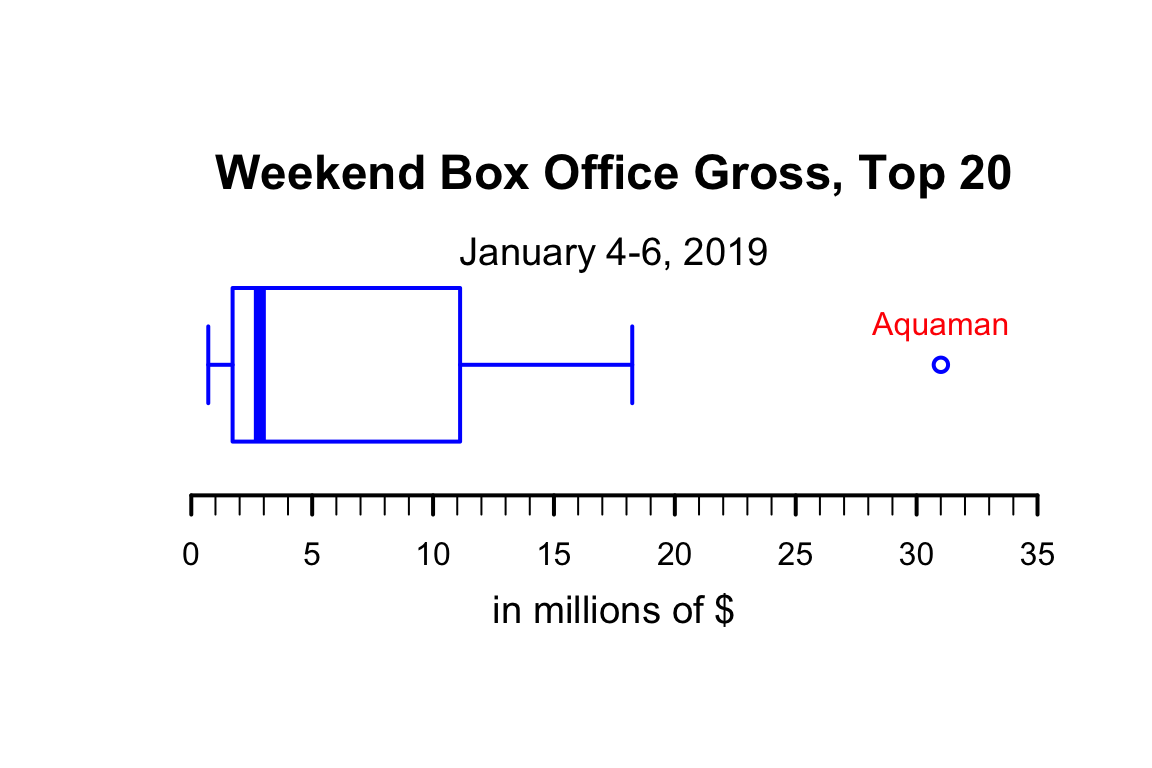 Weekend Box Office Gross, Top 20
January 4-6, 2019
Aquaman
0 5 10 15 20 25 30 35
in millions of $